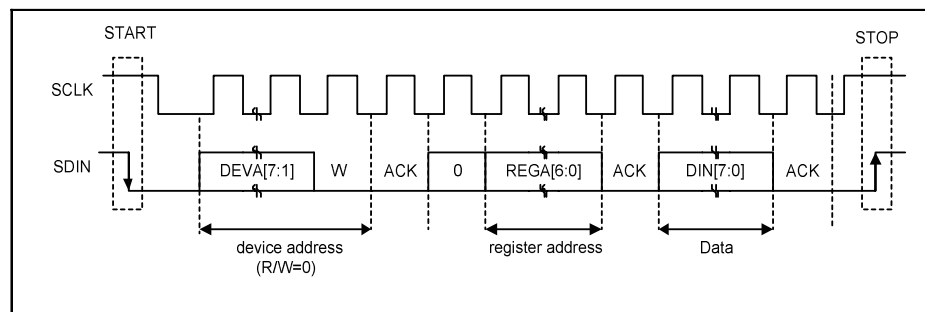 START
STOP
SCLK
SDIN
DEVA[7:1] W ACK 0 REGA[6:0] ACK DIN[7:0] ACK
device address
(R/W=0)
register address
Data